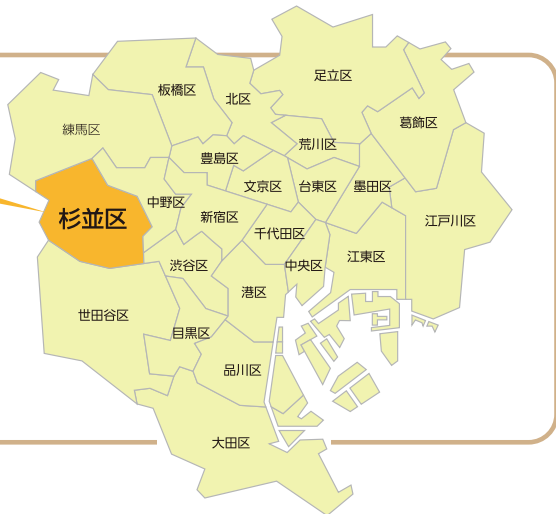 足立区
板橋区
北区
葛飾区
練馬区
荒川区
豊島区
文京区
台東区
墨田区
中野区
杉並区
新宿区
江戸川区
千代田区
渋谷区
中央区
江東区
港区
世田谷区
目黒区
品川区
大田区